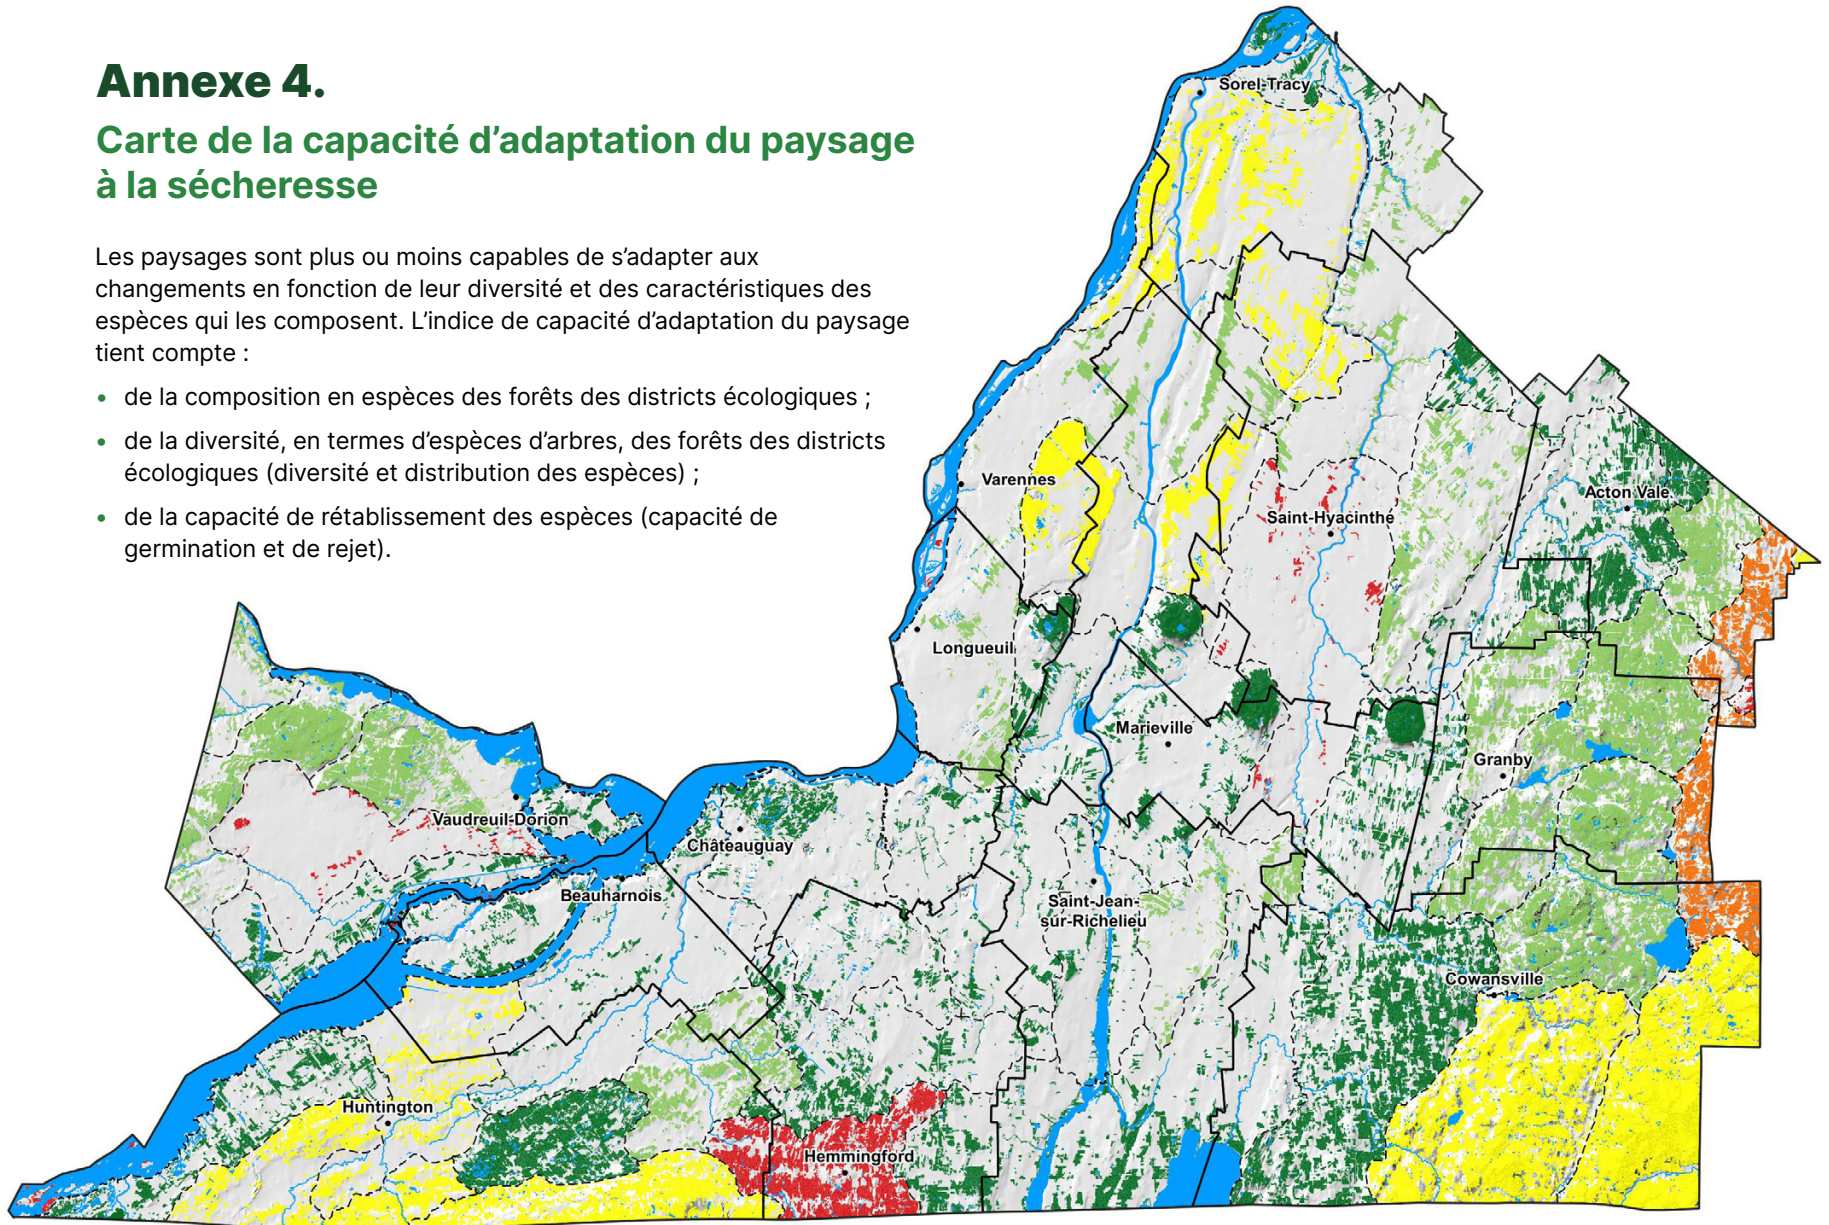 Annexe 4.
Carte de la capacité d’adaptation du paysage
à la sécheresse
Les paysages sont plus ou moins capables de s’adapter aux
changements en fonction de leur diversité et des caractéristiques des
espèces qui les composent. L’indice de capacité d’adaptation du paysage
tient compte :
• de la composition en espèces des forêts des districts écologiques ;
• de la diversité, en termes d’espèces d’arbres, des forêts des districts
écologiques (diversité et distribution des espèces) ;
• de la capacité de rétablissement des espèces (capacité de
germination et de rejet).
Sorel-Tracy
Varennes
Acton Vale
Saint-Hyacinthe
Longueuil
Marieville
Granby
Vaudreuil-Dorion
Châteauguay
Beauharnois
Saint-Jean-
sur-Richelieu
Cowansville
Huntington
Hemmingford